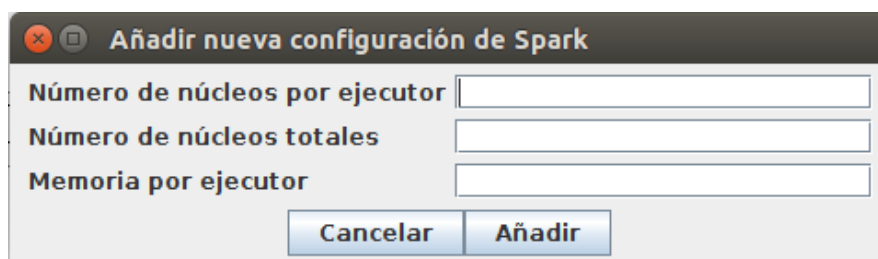 Añadir nueva configuración de Spark
Número de núcleos por ejecutor
Número de núcleos totales
Memoria por ejecutor
Cancelar Añadir